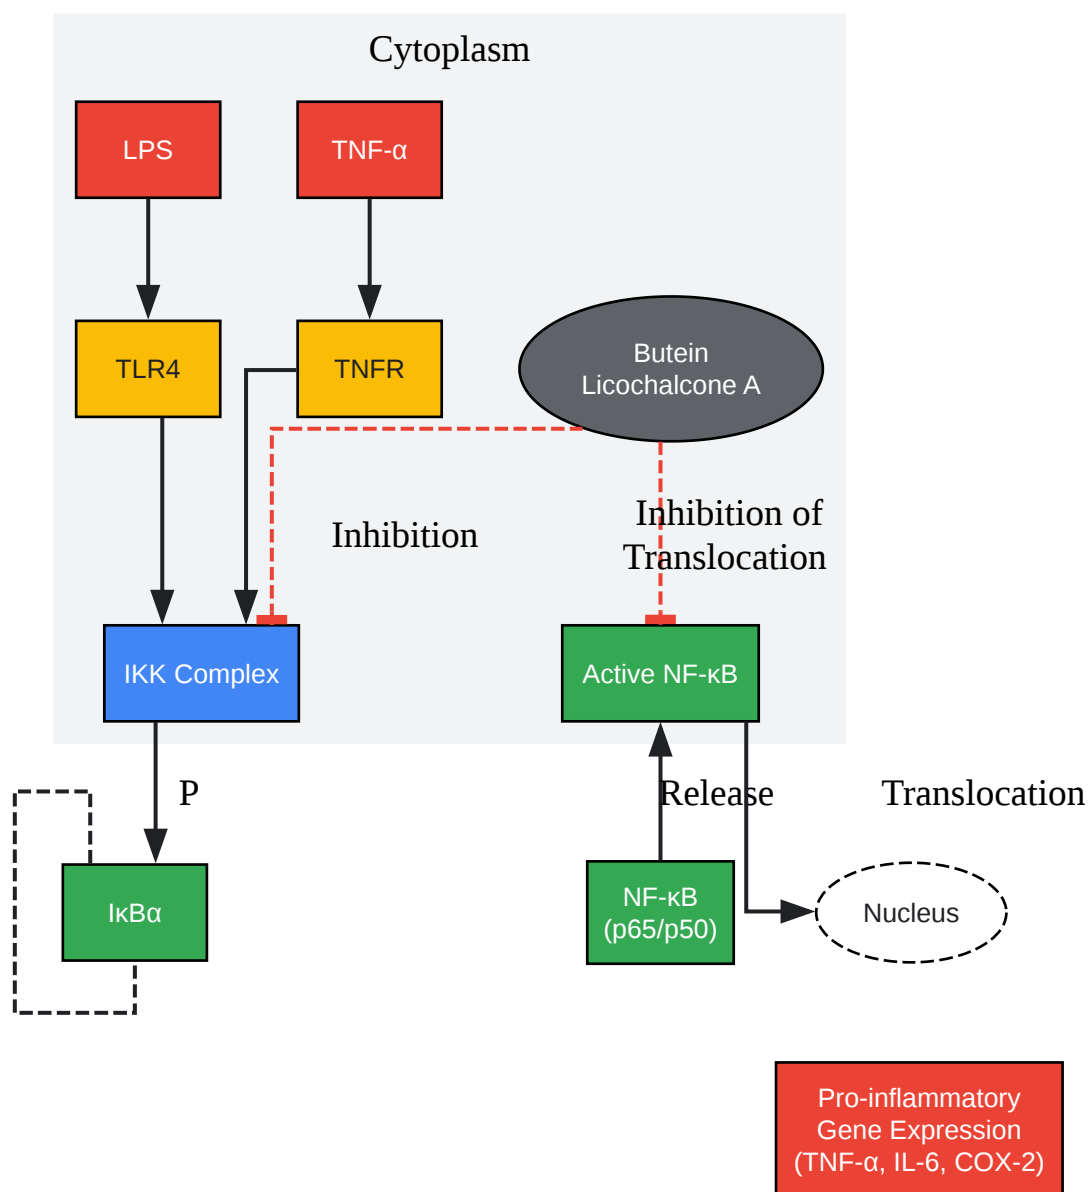 Cytoplasm
LPS
TNF-α
TLR4
TNFR
Butein
Licochalcone A
Inhibition
Inhibition of
Translocation
IKK Complex
Active NF-κB
P
Release
Translocation
IκBα
NF-κB
(p65/p50)
Nucleus
Pro-inflammatory
Gene Expression
(TNF-α, IL-6, COX-2)